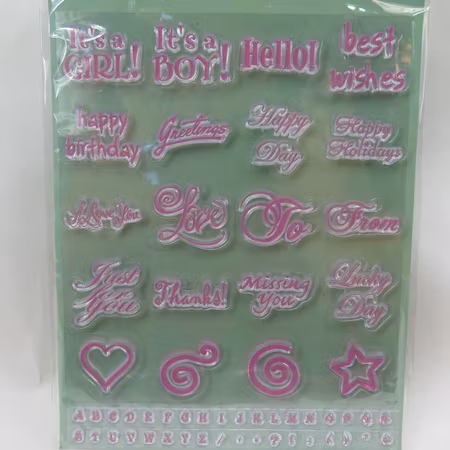 It's a
GIRL!
It's a
BOY!
Hello!
best
wishes
happy
birthday
Greetings
Happy
Day
Happy
Holidays
I Love You
Love
To
From
Just
for
You
Thanks!
Missing
You
Lucky
Day
A B C D E F G H I J K L M N O P Q R
S T U V W X Y Z